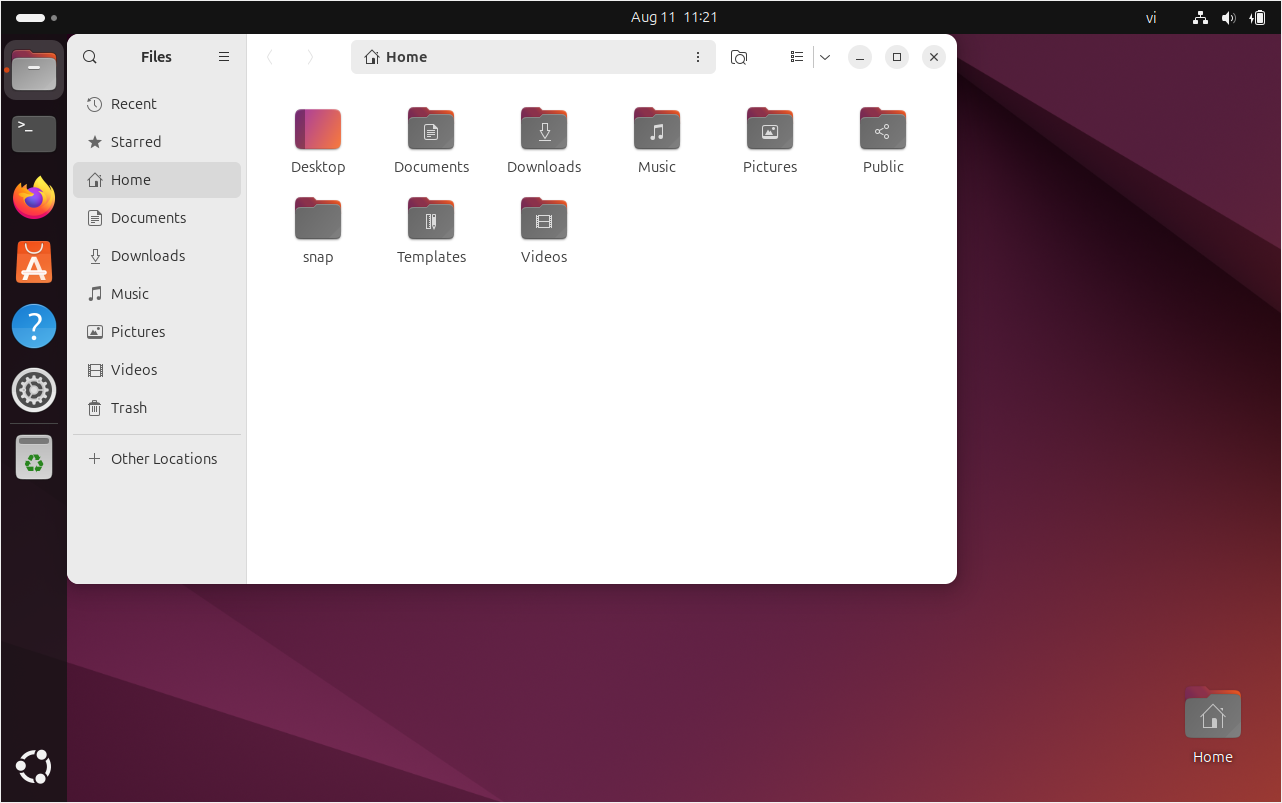 Aug 11 11:21
vi
Files
Home
Recent
Starred
Home
Documents
Downloads
Music
Pictures
Videos
Trash
Other Locations
Desktop
Documents
Downloads
Music
Pictures
Public
snap
Templates
Videos
Home